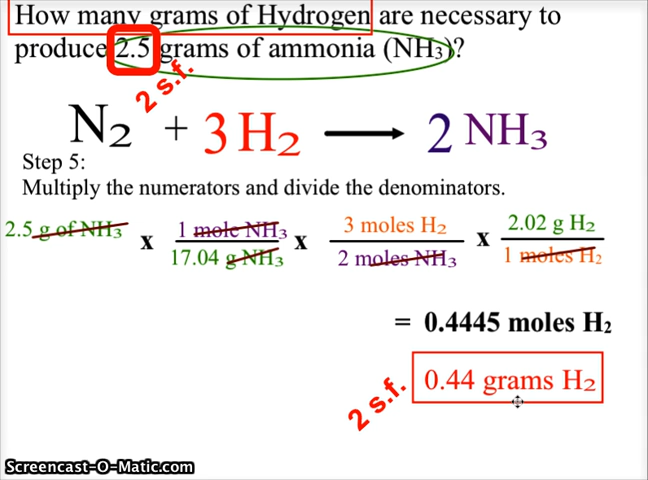 How many grams of Hydrogen are necessary to
produce 2.5 grams of ammonia (NH₃)?
2 s.f.
N₂ + 3 H₂ → 2 NH₃
Step 5:
Multiply the numerators and divide the denominators.
2.5 g of NH₃ x 1 mole NH₃ x 3 moles H₂ x 2.02 g H₂
17.04 g NH₃ 2 moles NH₃ 1 moles H₂
= 0.4445 moles H₂
2 s.f. 0.44 grams H₂
Screencast-O-Matic.com